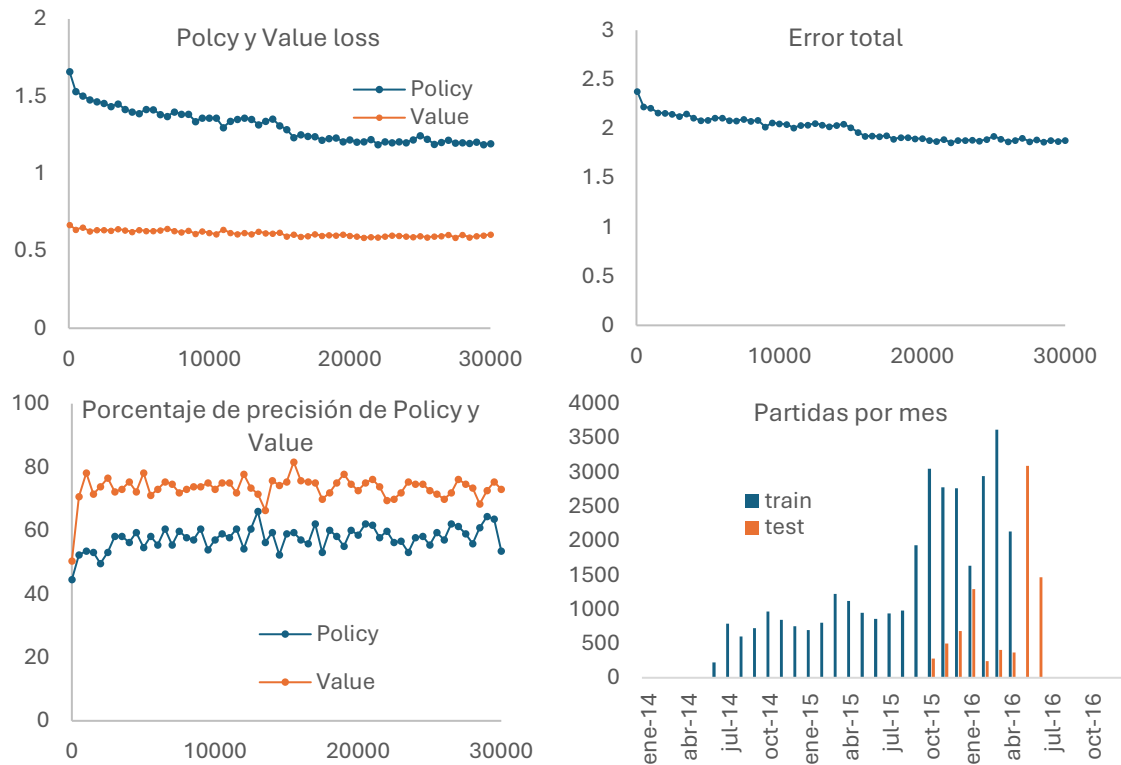 Polcy y Value loss
2
1.5
1
0.5
0
Policy
Value
0
10000
20000
30000
Error total
3
2.5
2
1.5
1
0.5
0
0
10000
20000
30000
Porcentaje de precisión de Policy y
Value
100
80
60
40
20
0
Policy
Value
0
10000
20000
30000
Partidas por mes
4000
3500
3000
2500
2000
1500
1000
500
0
train
test
ene-14
abr-14
jul-14
oct-14
ene-15
abr-15
jul-15
oct-15
ene-16
abr-16
jul-16
oct-16